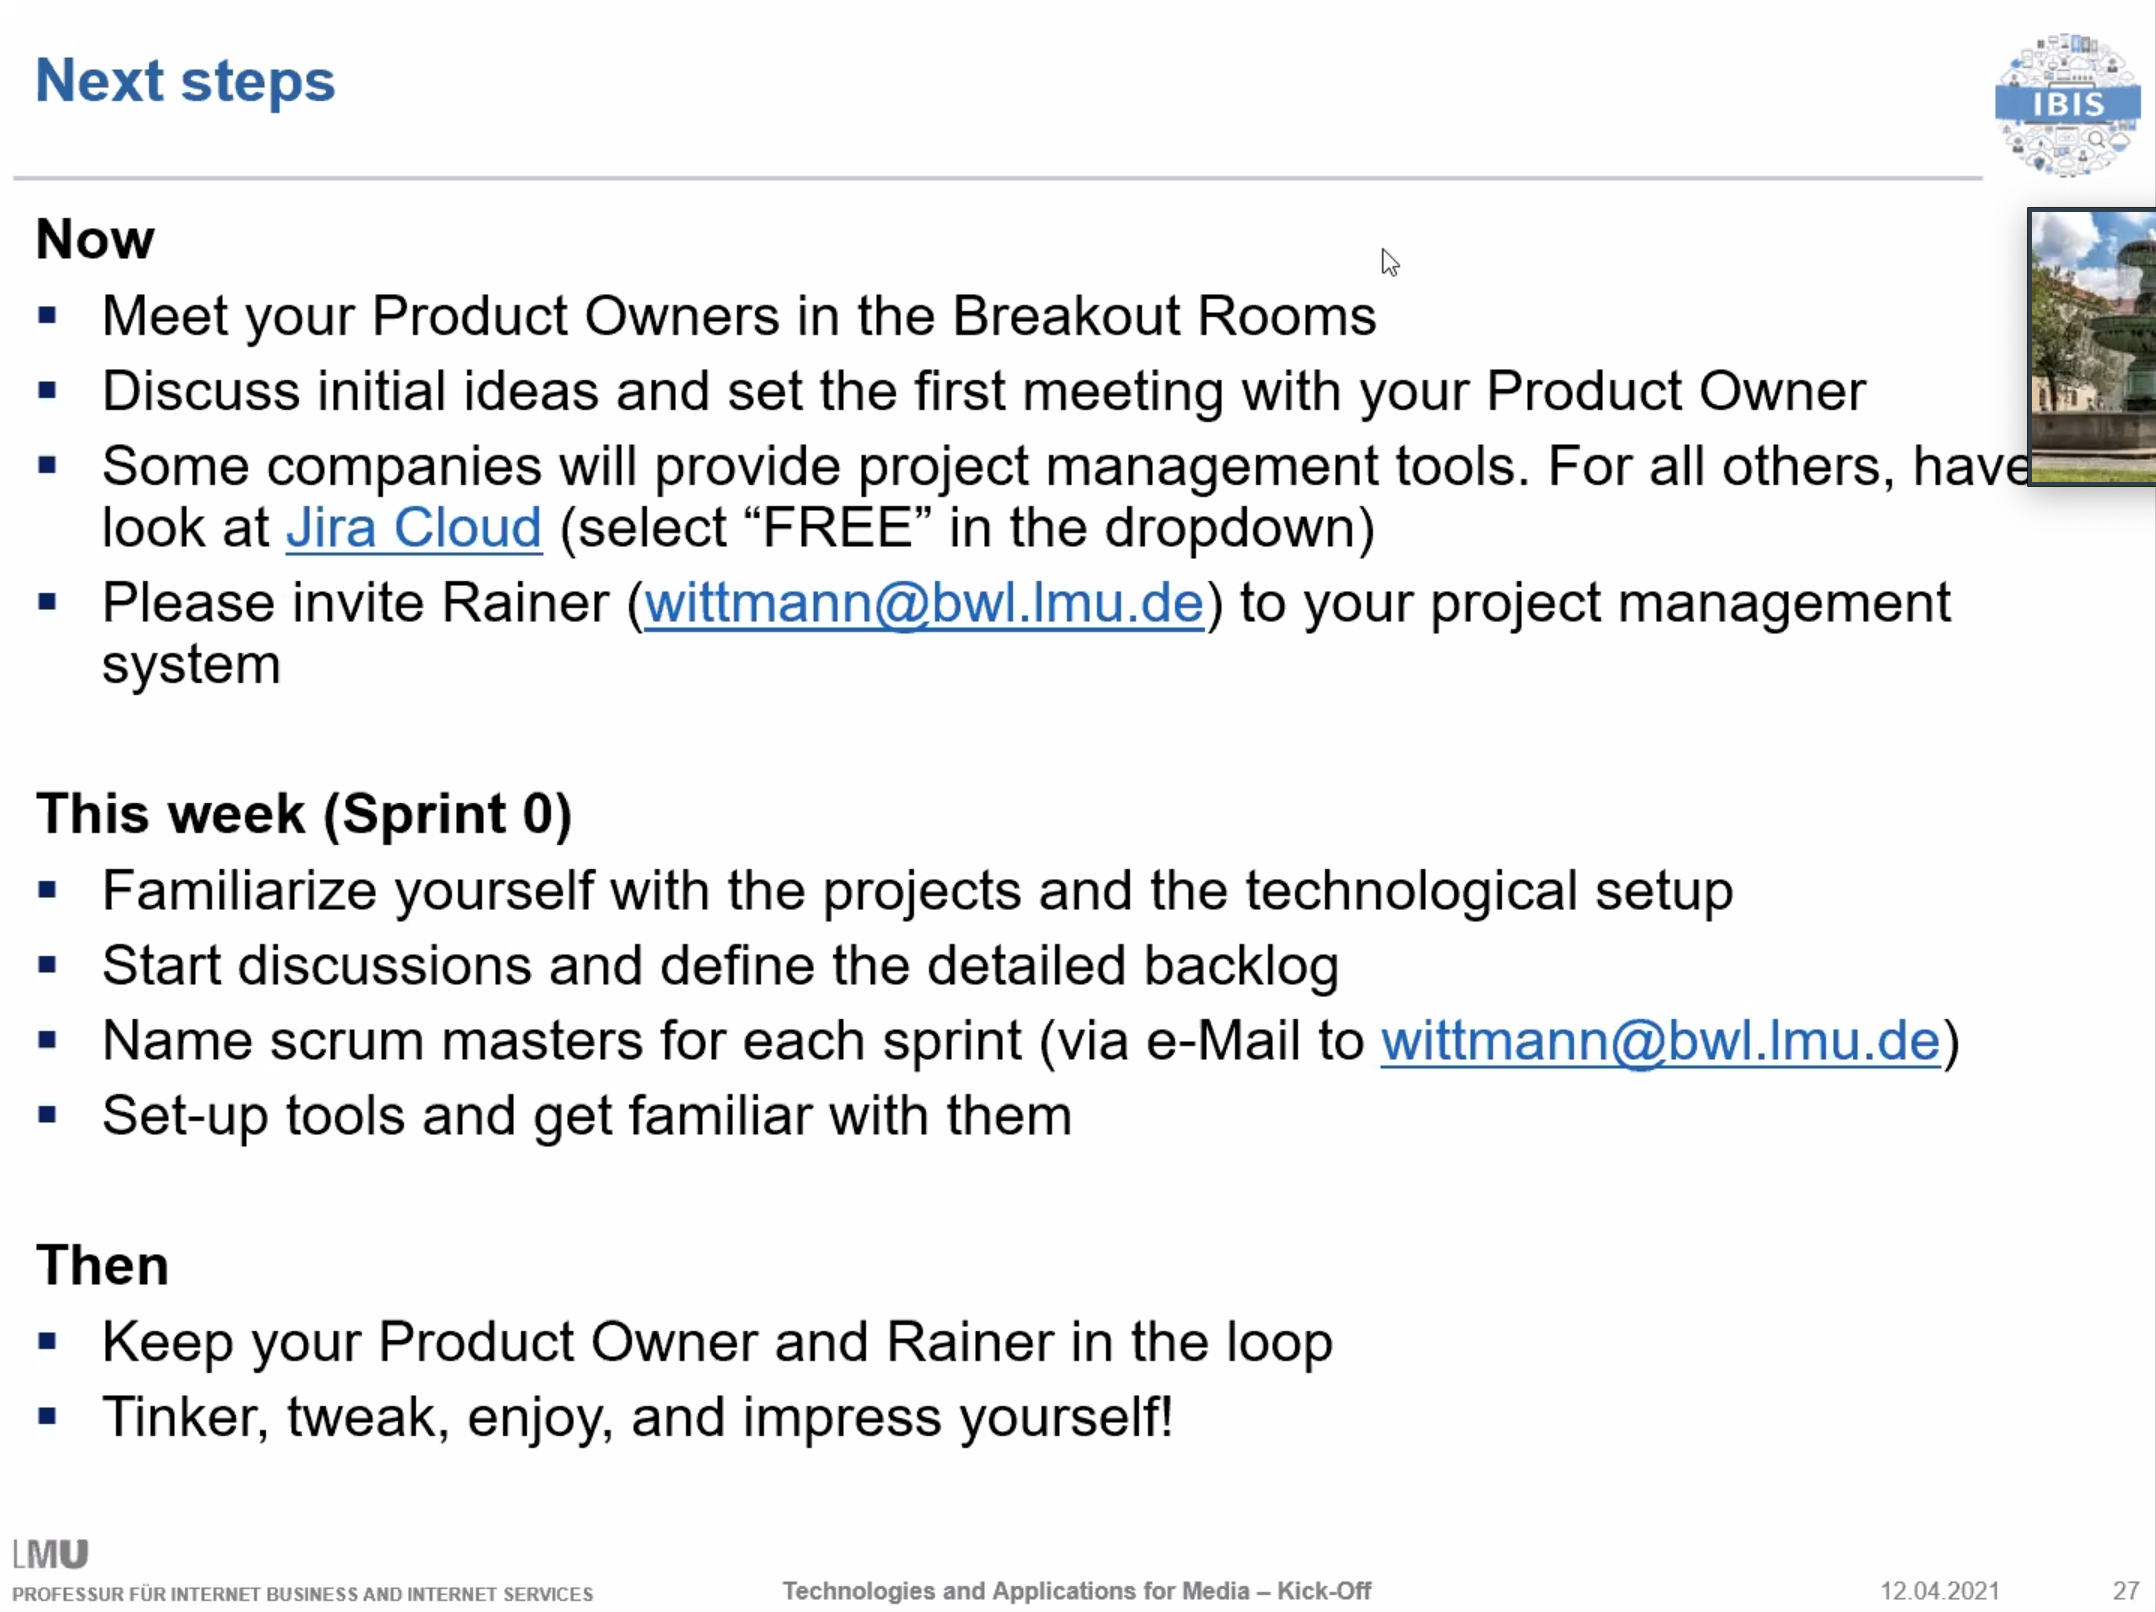 Next steps
IBIS
Now
▪ Meet your Product Owners in the Breakout Rooms
▪ Discuss initial ideas and set the first meeting with your Product Owner
▪ Some companies will provide project management tools. For all others, have
look at Jira Cloud (select “FREE” in the dropdown)
▪ Please invite Rainer (wittmann@bwl.lmu.de) to your project management
system
This week (Sprint 0)
▪ Familiarize yourself with the projects and the technological setup
▪ Start discussions and define the detailed backlog
▪ Name scrum masters for each sprint (via e-Mail to wittmann@bwl.lmu.de)
▪ Set-up tools and get familiar with them
Then
▪ Keep your Product Owner and Rainer in the loop
▪ Tinker, tweak, enjoy, and impress yourself!
LMU
PROFESSUR FÜR INTERNET BUSINESS AND INTERNET SERVICES
Technologies and Applications for Media – Kick-Off
12.04.2021
27